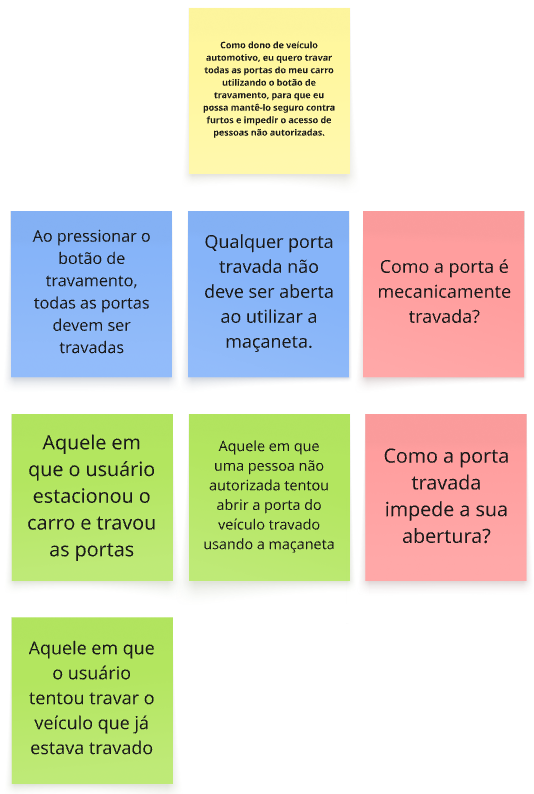 Como dono de veículo
automotivo, eu quero travar
todas as portas do meu carro
utilizando o botão de
travamento, para que eu
possa mantê-lo seguro contra
furtos e impedir o acesso de
pessoas não autorizadas.
Ao pressionar o
botão de
travamento,
todas as portas
devem ser
travadas
Qualquer porta
travada não
deve ser aberta
ao utilizar a
maçaneta.
Como a porta é
mecanicamente
travada?
Aquele em
que o usuário
estacionou o
carro e travou
as portas
Aquele em que
uma pessoa não
autorizada tentou
abrir a porta do
veículo travado
usando a maçaneta
Como a porta
travada
impede a sua
abertura?
Aquele em que
o usuário
tentou travar o
veículo que já
estava travado